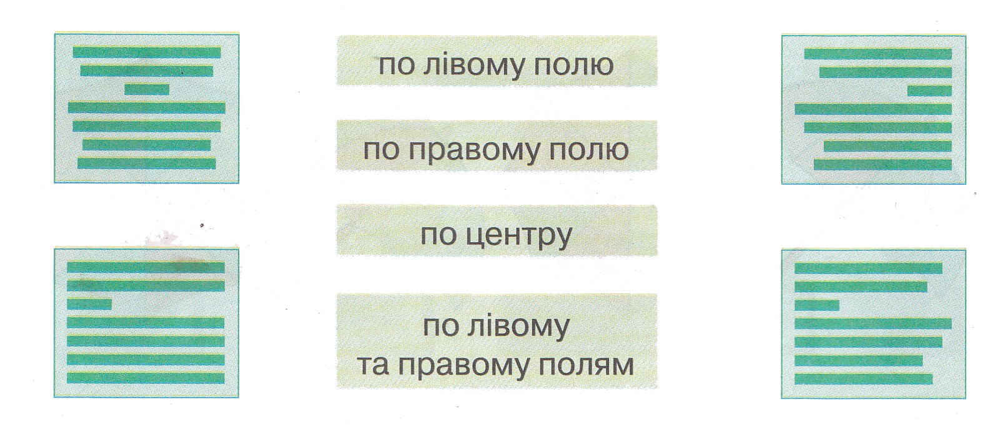 по лівому полю
по правому полю
по центру
по лівому
та правому полям